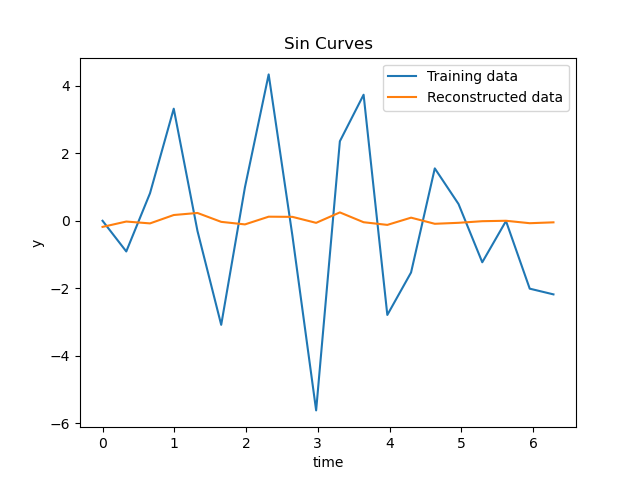 Sin Curves
Training data
Reconstructed data
4
2
0
−2
−4
−6
y
0 1 2 3 4 5 6
time